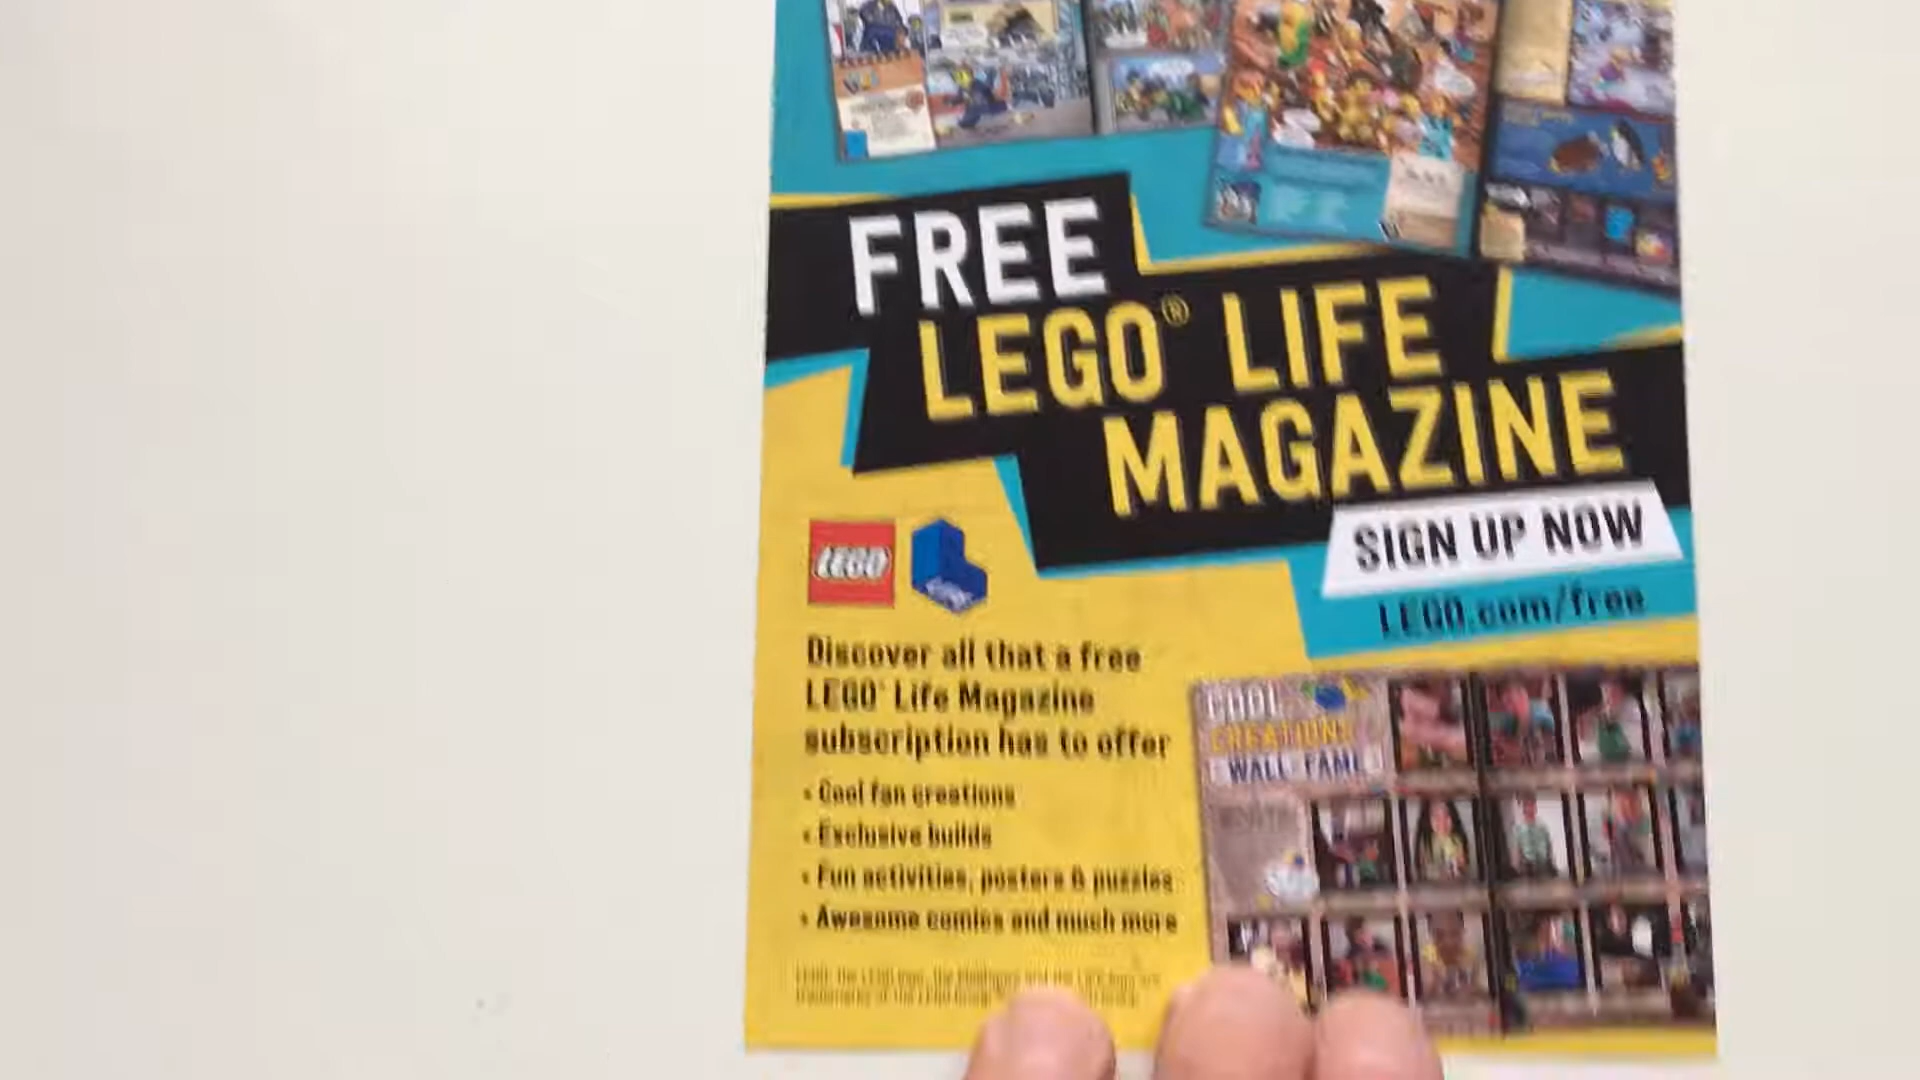 FREE
LEGO® LIFE
MAGAZINE
SIGN UP NOW
LEGO.com/free
LEGO
Discover all that a free
LEGO® Life Magazine
subscription has to offer
• Cool fan creations
• Exclusive builds
• Fun activities, posters & puzzles
• Awesome comics and much more
COOL
CREATIONS
WALL of FAME